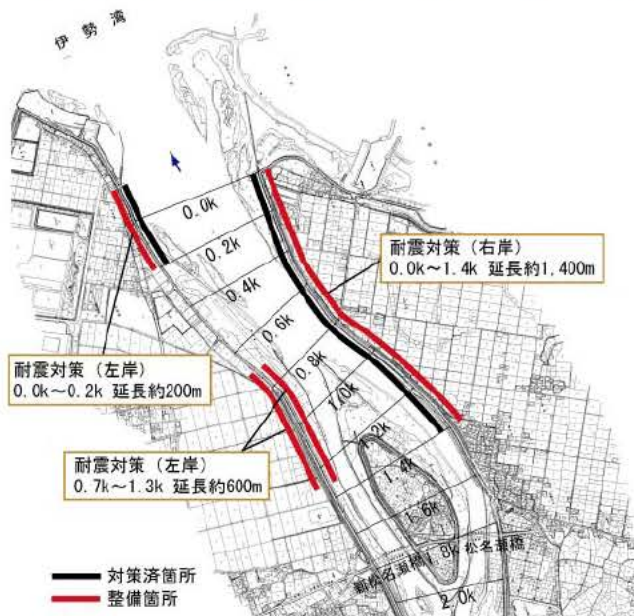 伊勢湾
0.0k
0.2k
0.4k
0.6k
0.8k
1.0k
1.2k
1.4k
1.6k
1.8k
2.0k
耐震対策（右岸）
0.0k～1.4k 延長約1,400m
耐震対策（左岸）
0.0k～0.2k 延長約200m
耐震対策（左岸）
0.7k～1.3k 延長約600m
新松名瀬橋
松名瀬橋
対策済箇所
整備箇所